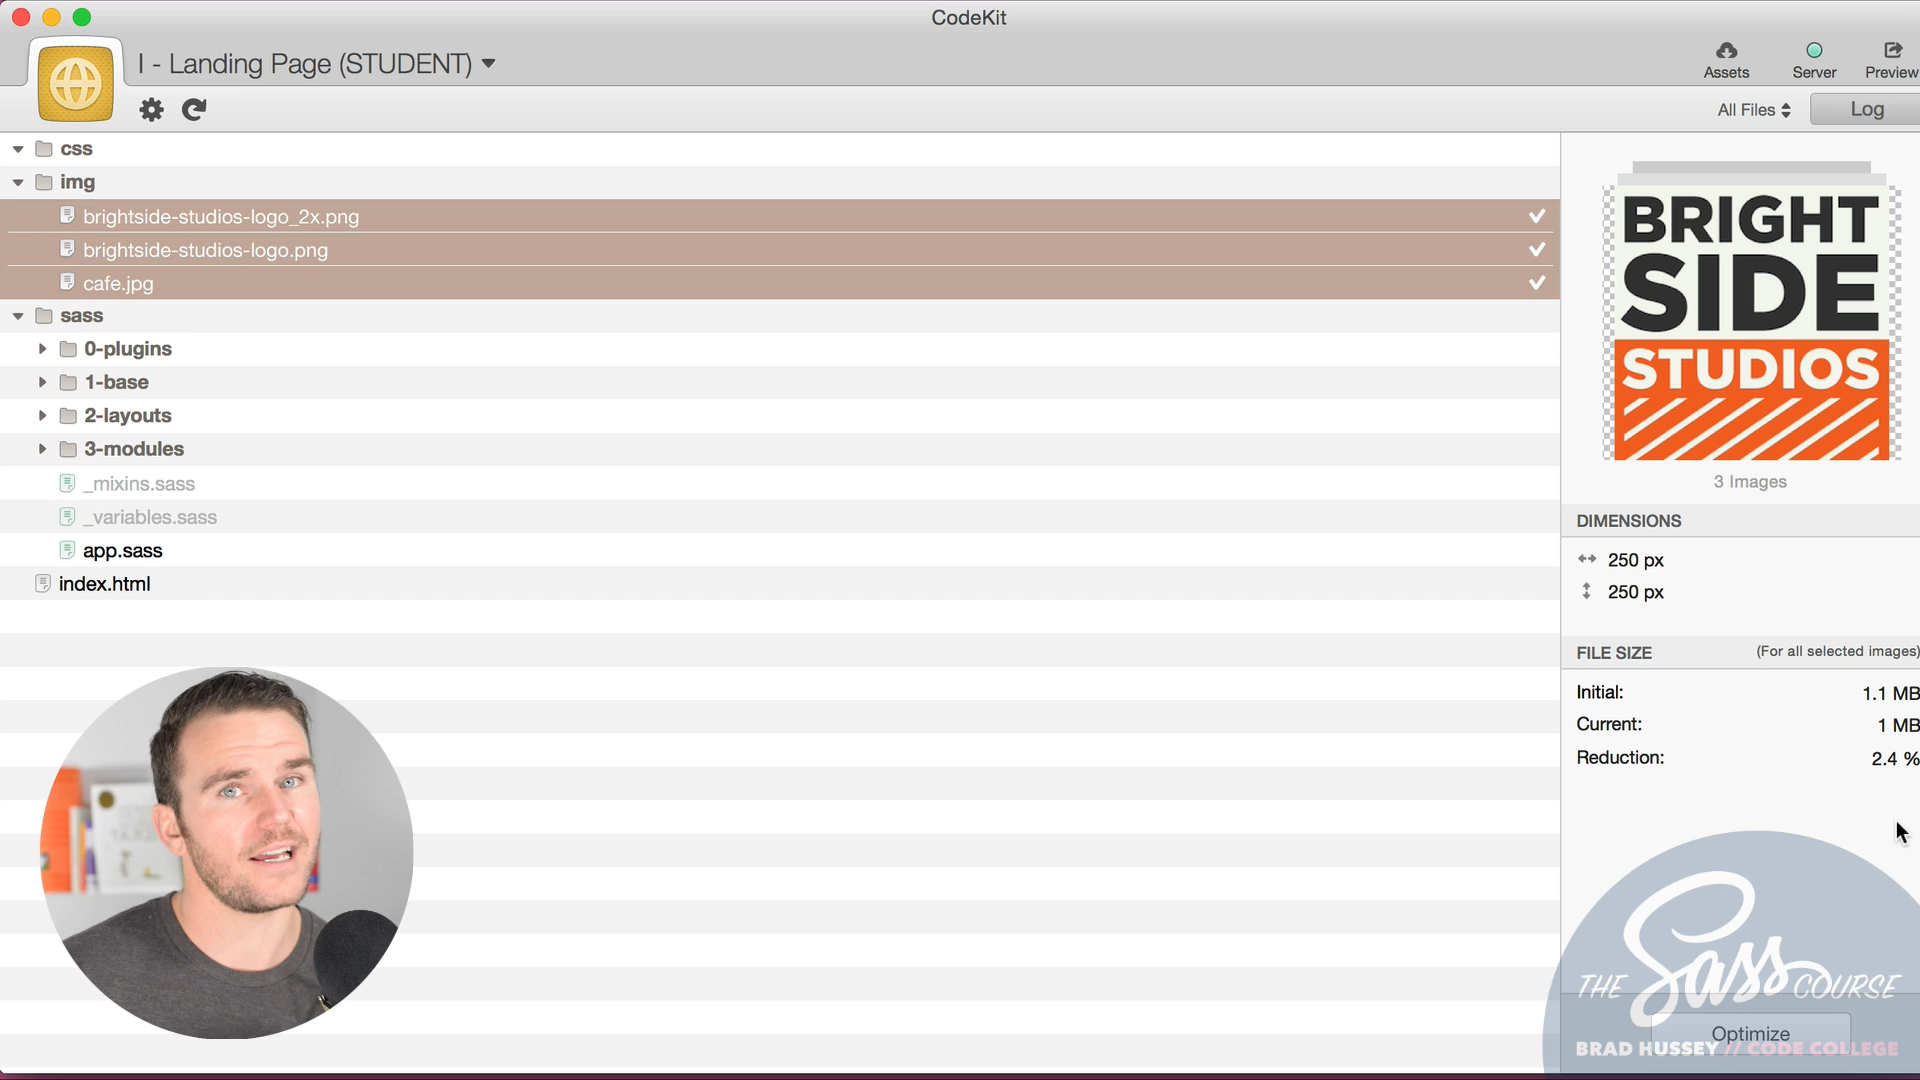 CodeKit
I - Landing Page (STUDENT)
Assets
Server
Preview
All Files
Log
css
img
brightside-studios-logo_2x.png
brightside-studios-logo.png
cafe.jpg
sass
0-plugins
1-base
2-layouts
3-modules
_mixins.sass
_variables.sass
app.sass
index.html
BRIGHT
SIDE
STUDIOS
3 Images
DIMENSIONS
250 px
250 px
FILE SIZE (For all selected images)
Initial: 1.1 MB
Current: 1 MB
Reduction: 2.4 %
THE Sass COURSE
Optimize
BRAD HUSSEY // CODE COLLEGE